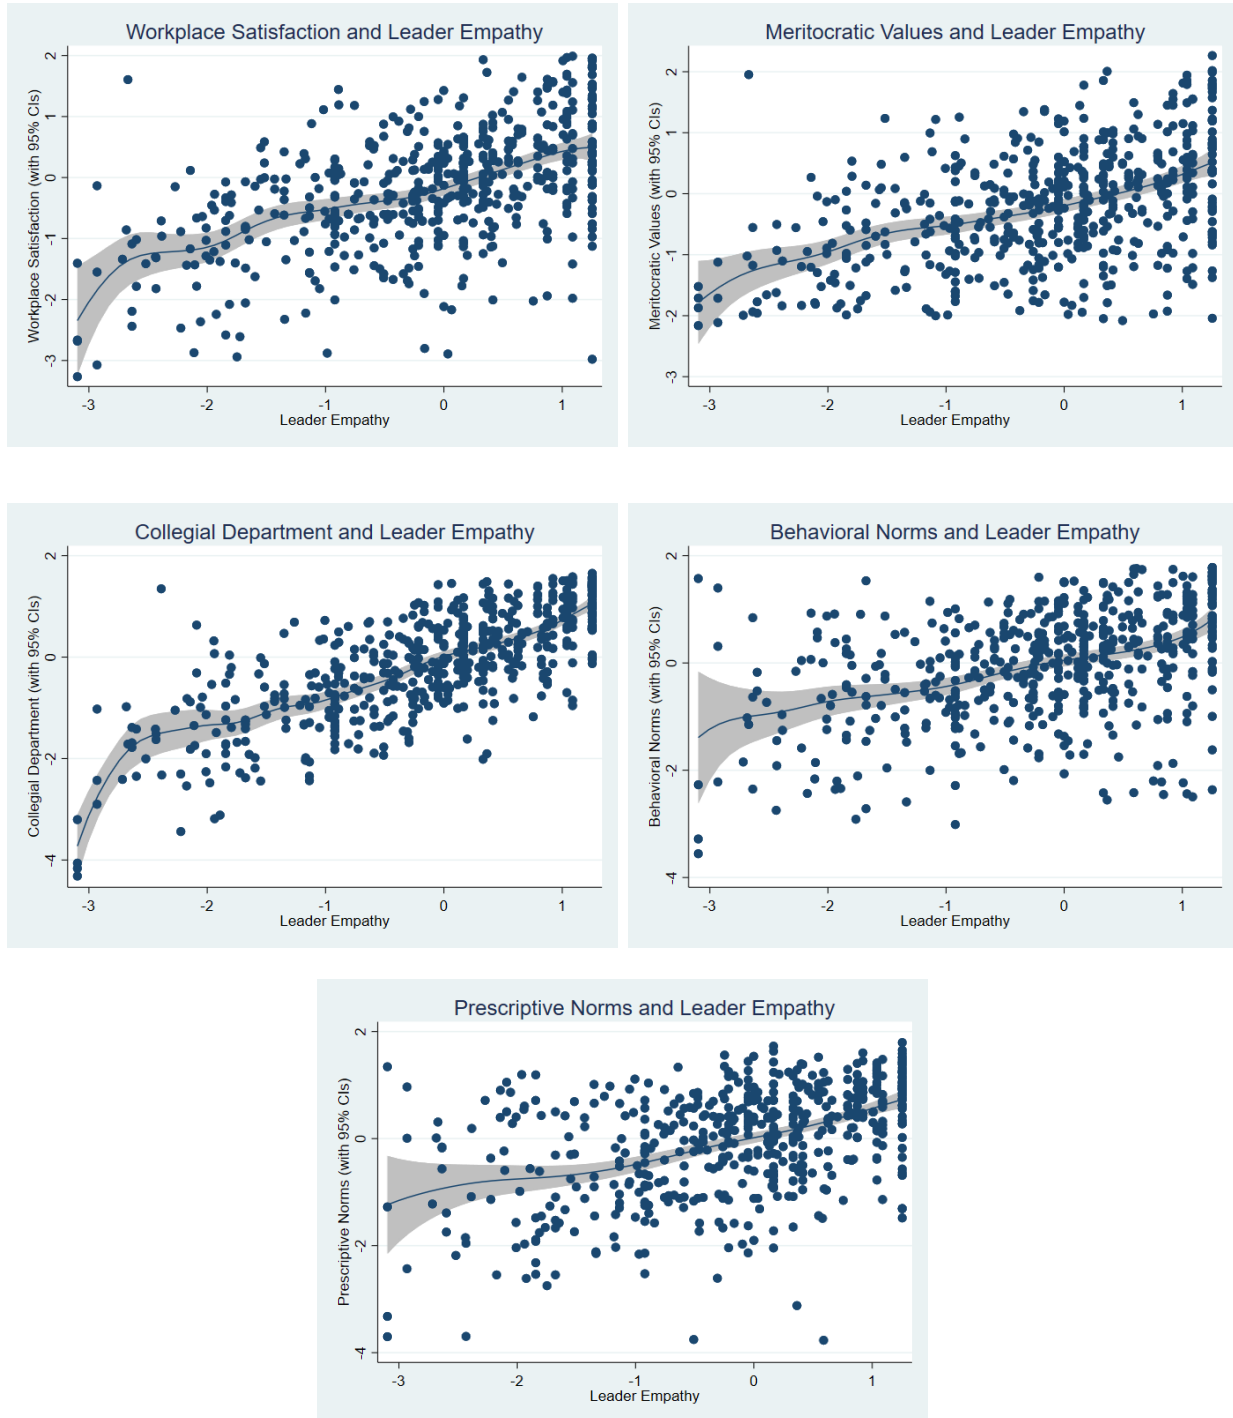 Workplace Satisfaction and Leader Empathy
Workplace Satisfaction (with 95% CIs)
2
1
0
-1
-2
-3
-3 -2 -1 0 1
Leader Empathy
Meritocratic Values and Leader Empathy
Meritocratic Values (with 95% CIs)
2
1
0
-1
-2
-3
-3 -2 -1 0 1
Leader Empathy
Collegial Department and Leader Empathy
Collegial Department (with 95% CIs)
2
0
-2
-4
-3 -2 -1 0 1
Leader Empathy
Behavioral Norms and Leader Empathy
Behavioral Norms (with 95% CIs)
2
0
-2
-4
-3 -2 -1 0 1
Leader Empathy
Prescriptive Norms and Leader Empathy
Prescriptive Norms (with 95% CIs)
2
0
-2
-4
-3 -2 -1 0 1
Leader Empathy